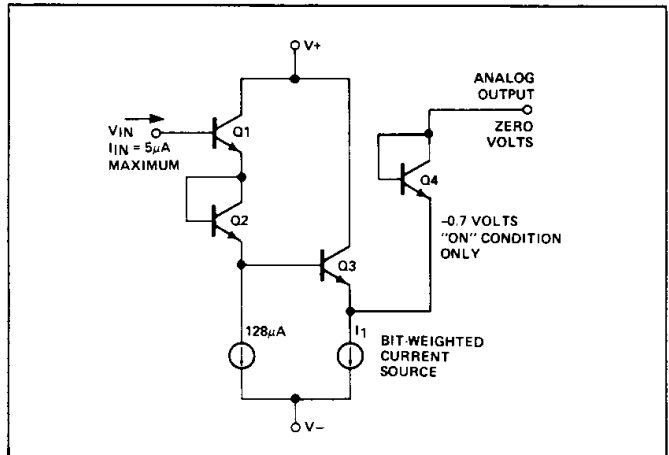 V+
ANALOG
OUTPUT
ZERO
VOLTS
VIN
IIN = 5μA
MAXIMUM
Q1
Q2
Q4
-0.7 VOLTS
"ON" CONDITION
ONLY
Q3
128μA
I1
BIT-WEIGHTED
CURRENT
SOURCE
V-